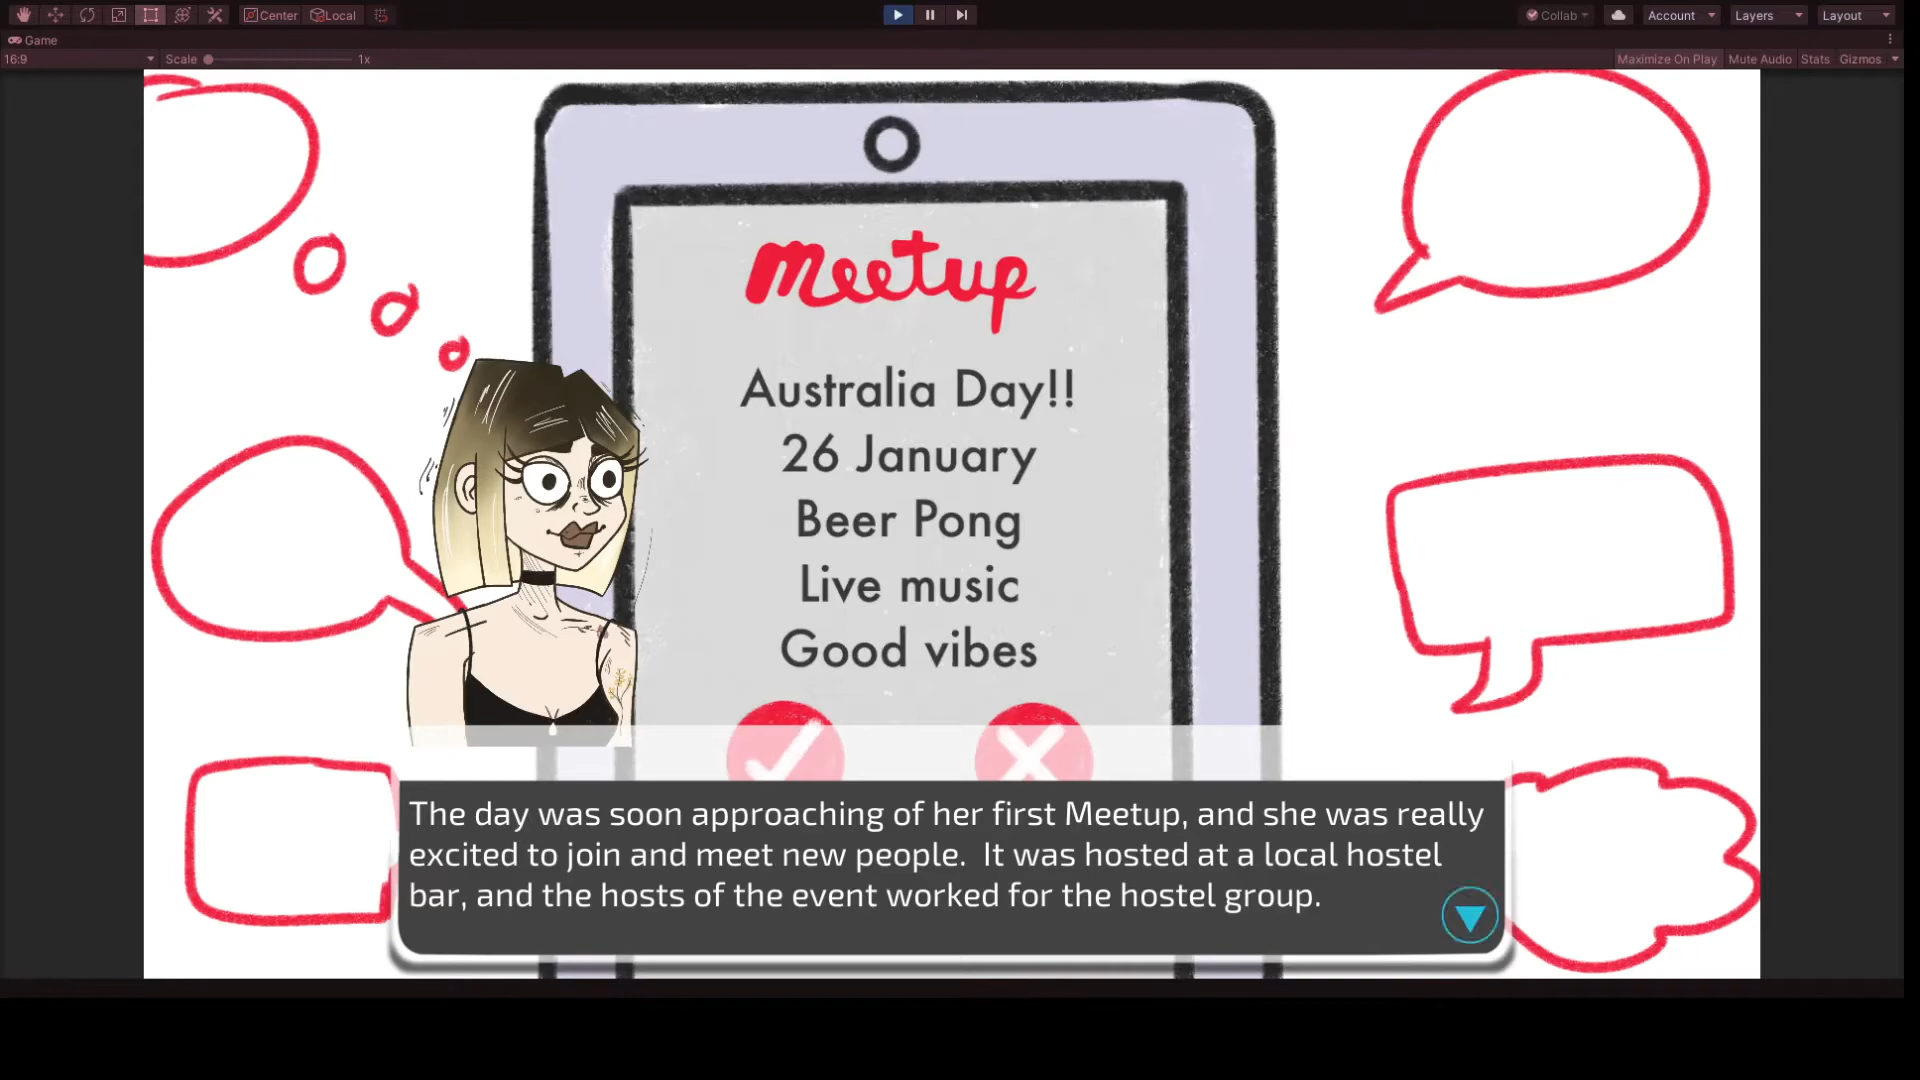 Center
Local
Collab
Account
Layers
Layout
Game
16:9
Scale
1x
Maximize On Play
Mute Audio
Stats
Gizmos
meetup
Australia Day!!
26 January
Beer Pong
Live music
Good vibes
The day was soon approaching of her first Meetup, and she was really
excited to join and meet new people.  It was hosted at a local hostel
bar, and the hosts of the event worked for the hostel group.